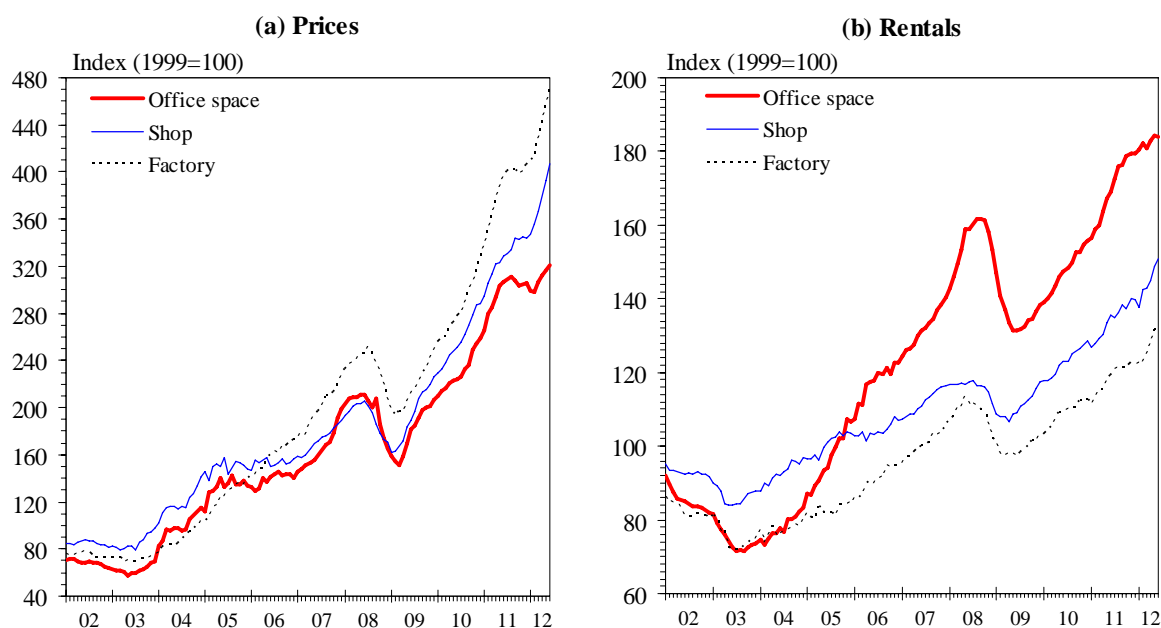 (a) Prices
Index (1999=100)
480
440
400
360
320
280
240
200
160
120
80
40
Office space
Shop
Factory
02 03 04 05 06 07 08 09 10 11 12
(b) Rentals
Index (1999=100)
200
180
160
140
120
100
80
60
Office space
Shop
Factory
02 03 04 05 06 07 08 09 10 11 12